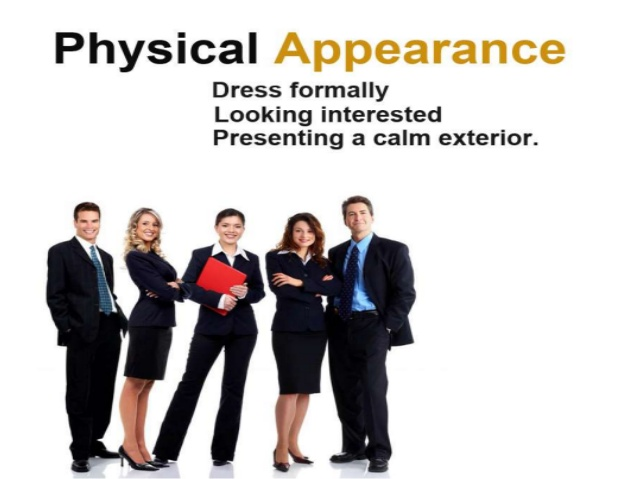 Physical Appearance
Dress formally
Looking interested
Presenting a calm exterior.